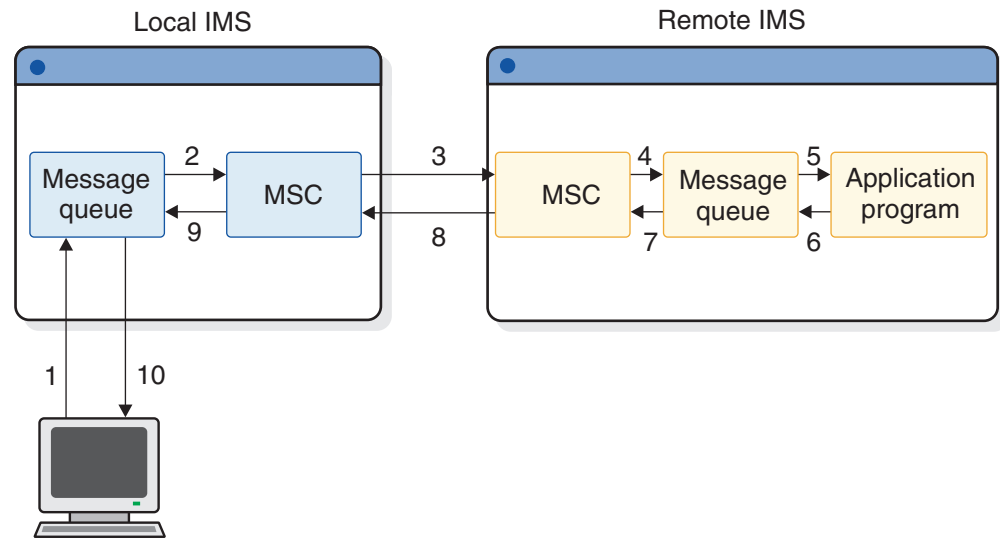 Local IMS
Remote IMS
Message
queue
2
9
MSC
3
8
MSC
4
7
Message
queue
5
6
Application
program
1
10